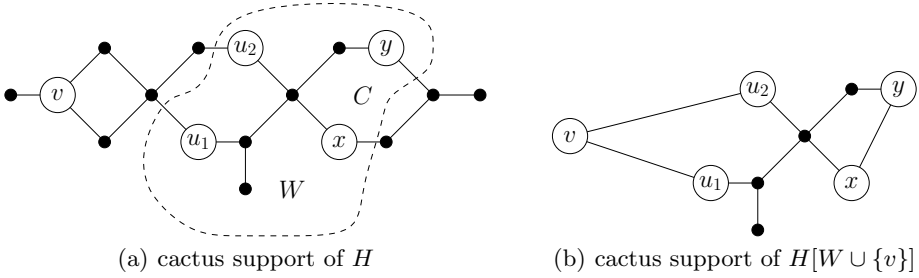 u₂ y
v C
u₁ x
W
(a) cactus support of H
u₂ y
v
u₁ x
(b) cactus support of H[W ∪ {v}]